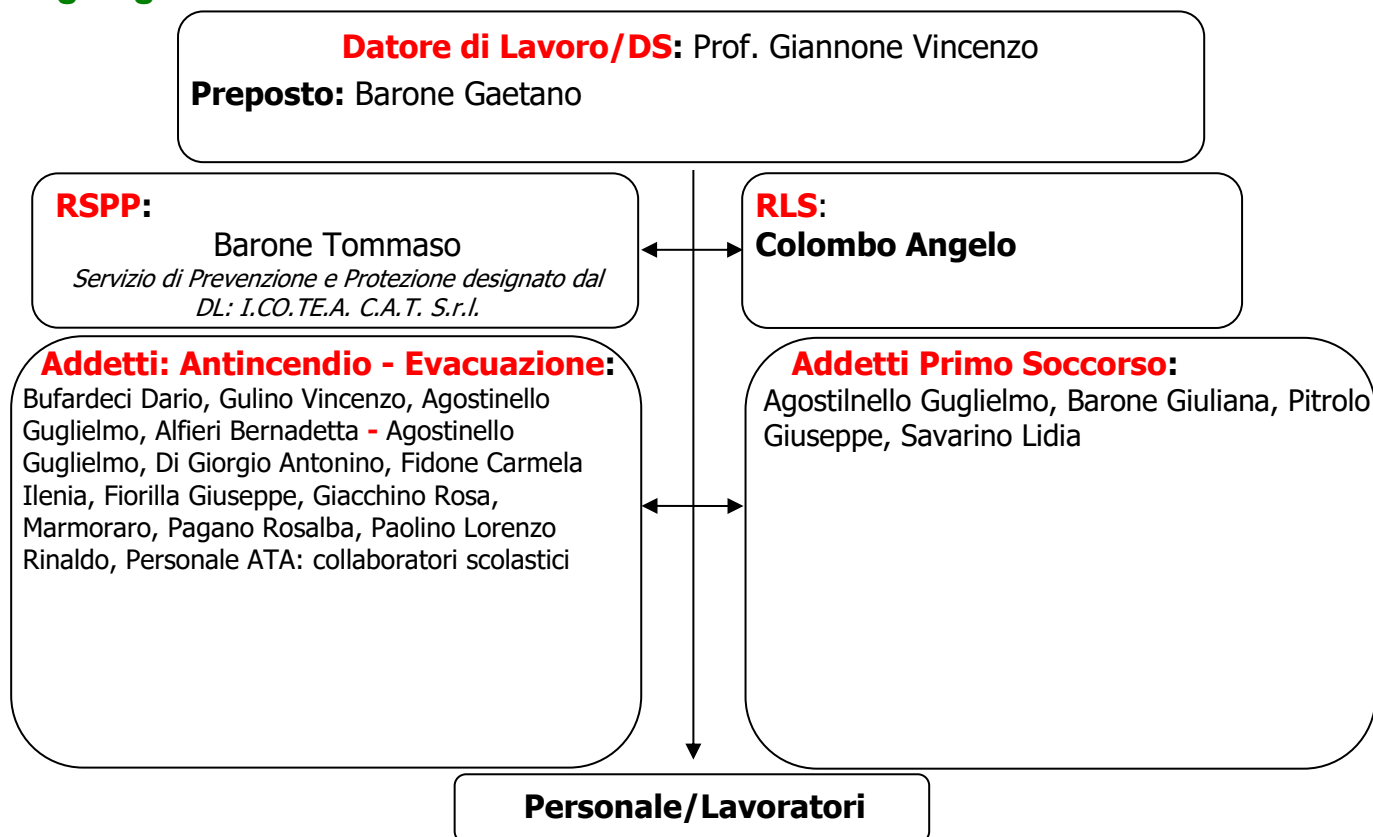 Datore di Lavoro/DS: Prof. Giannone Vincenzo
Preposto: Barone Gaetano
RSPP:
Barone Tommaso
Servizio di Prevenzione e Protezione designato dal
DL: I.CO.TE.A. C.A.T. S.r.l.
RLS:
Colombo Angelo
Addetti: Antincendio - Evacuazione:
Bufardeci Dario, Gulino Vincenzo, Agostinello
Guglielmo, Alfieri Bernadetta - Agostinello
Guglielmo, Di Giorgio Antonino, Fidone Carmela
Ilenia, Fiorilla Giuseppe, Giacchino Rosa,
Marmoraro, Pagano Rosalba, Paolino Lorenzo
Rinaldo, Personale ATA: collaboratori scolastici
Addetti Primo Soccorso:
Agostilnello Guglielmo, Barone Giuliana, Pitrolo
Giuseppe, Savarino Lidia
Personale/Lavoratori